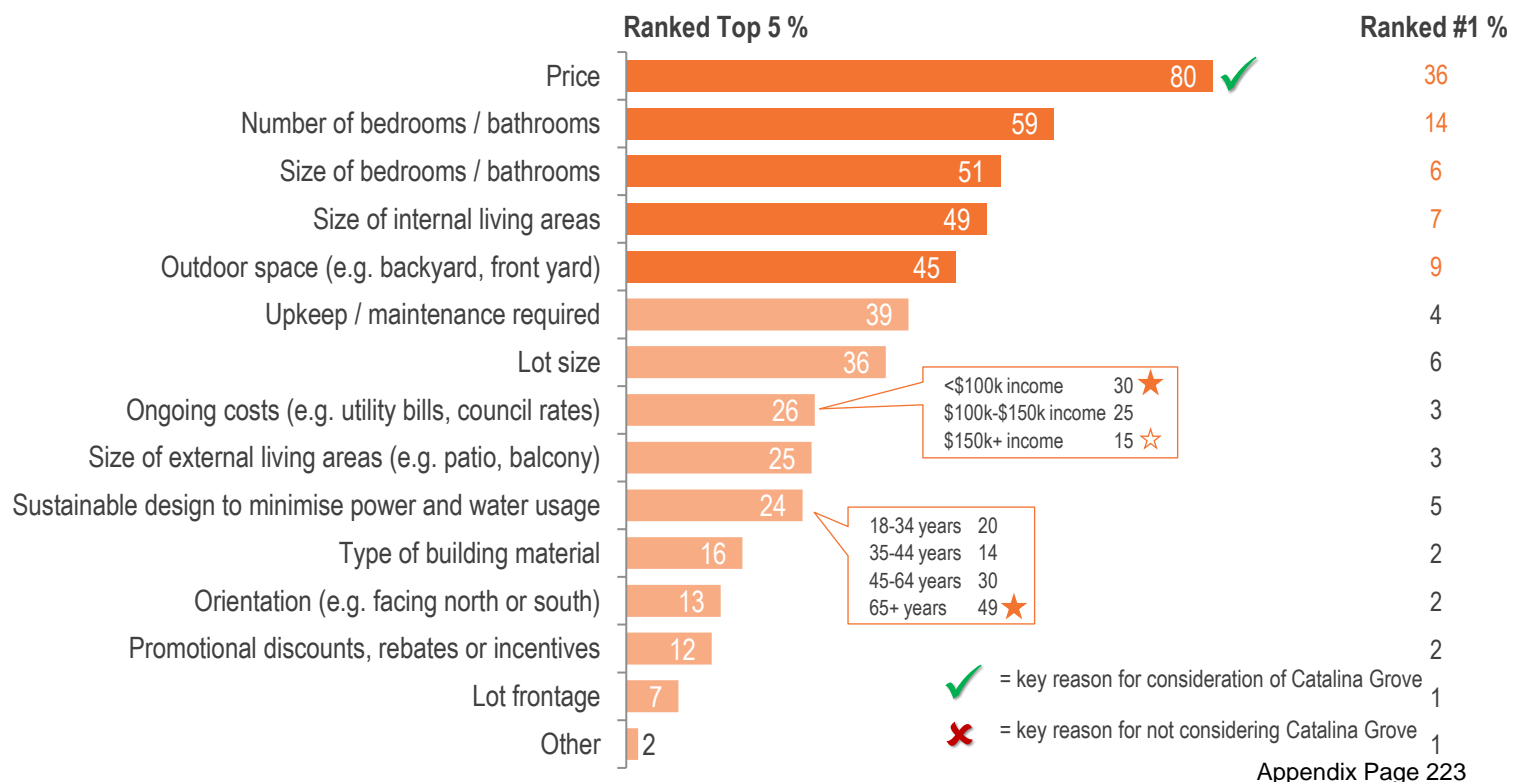 Ranked Top 5 % Ranked #1 %
Price 80 36
Number of bedrooms / bathrooms 59 14
Size of bedrooms / bathrooms 51 6
Size of internal living areas 49 7
Outdoor space (e.g. backyard, front yard) 45 9
Upkeep / maintenance required 39 4
Lot size 36 6
<$100k income 30
Ongoing costs (e.g. utility bills, council rates) 26 $100k-$150k income 25 3
$150k+ income 15
Size of external living areas (e.g. patio, balcony) 25 3
Sustainable design to minimise power and water usage 24 5
18-34 years 20
Type of building material 16 35-44 years 14 2
45-64 years 30
Orientation (e.g. facing north or south) 13 65+ years 49 2
Promotional discounts, rebates or incentives 12 2
= key reason for consideration of Catalina Grove
Lot frontage 7 1
= key reason for not considering Catalina Grove
Other 2 1
Appendix Page 223